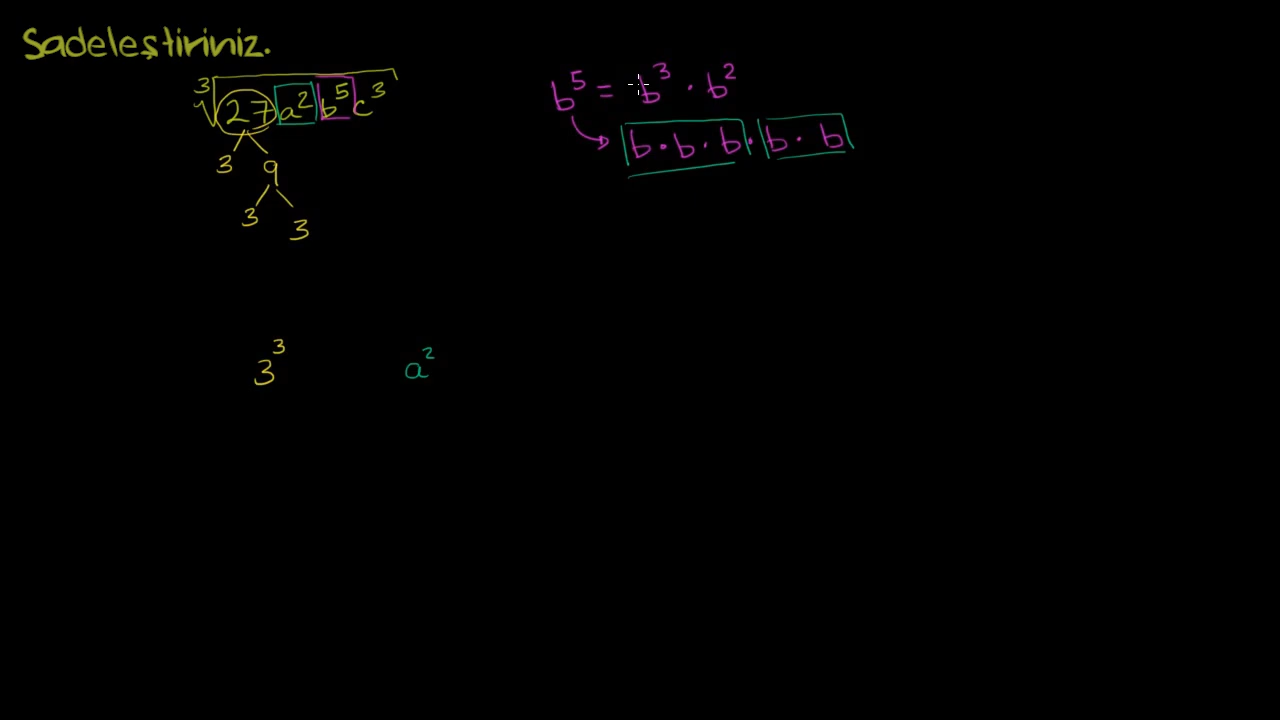 Sadeleştiriniz.
∛(27a²b⁵c³)
b⁵ = b³ · b²
b · b · b · b · b
3 9
3 3
3³ a²